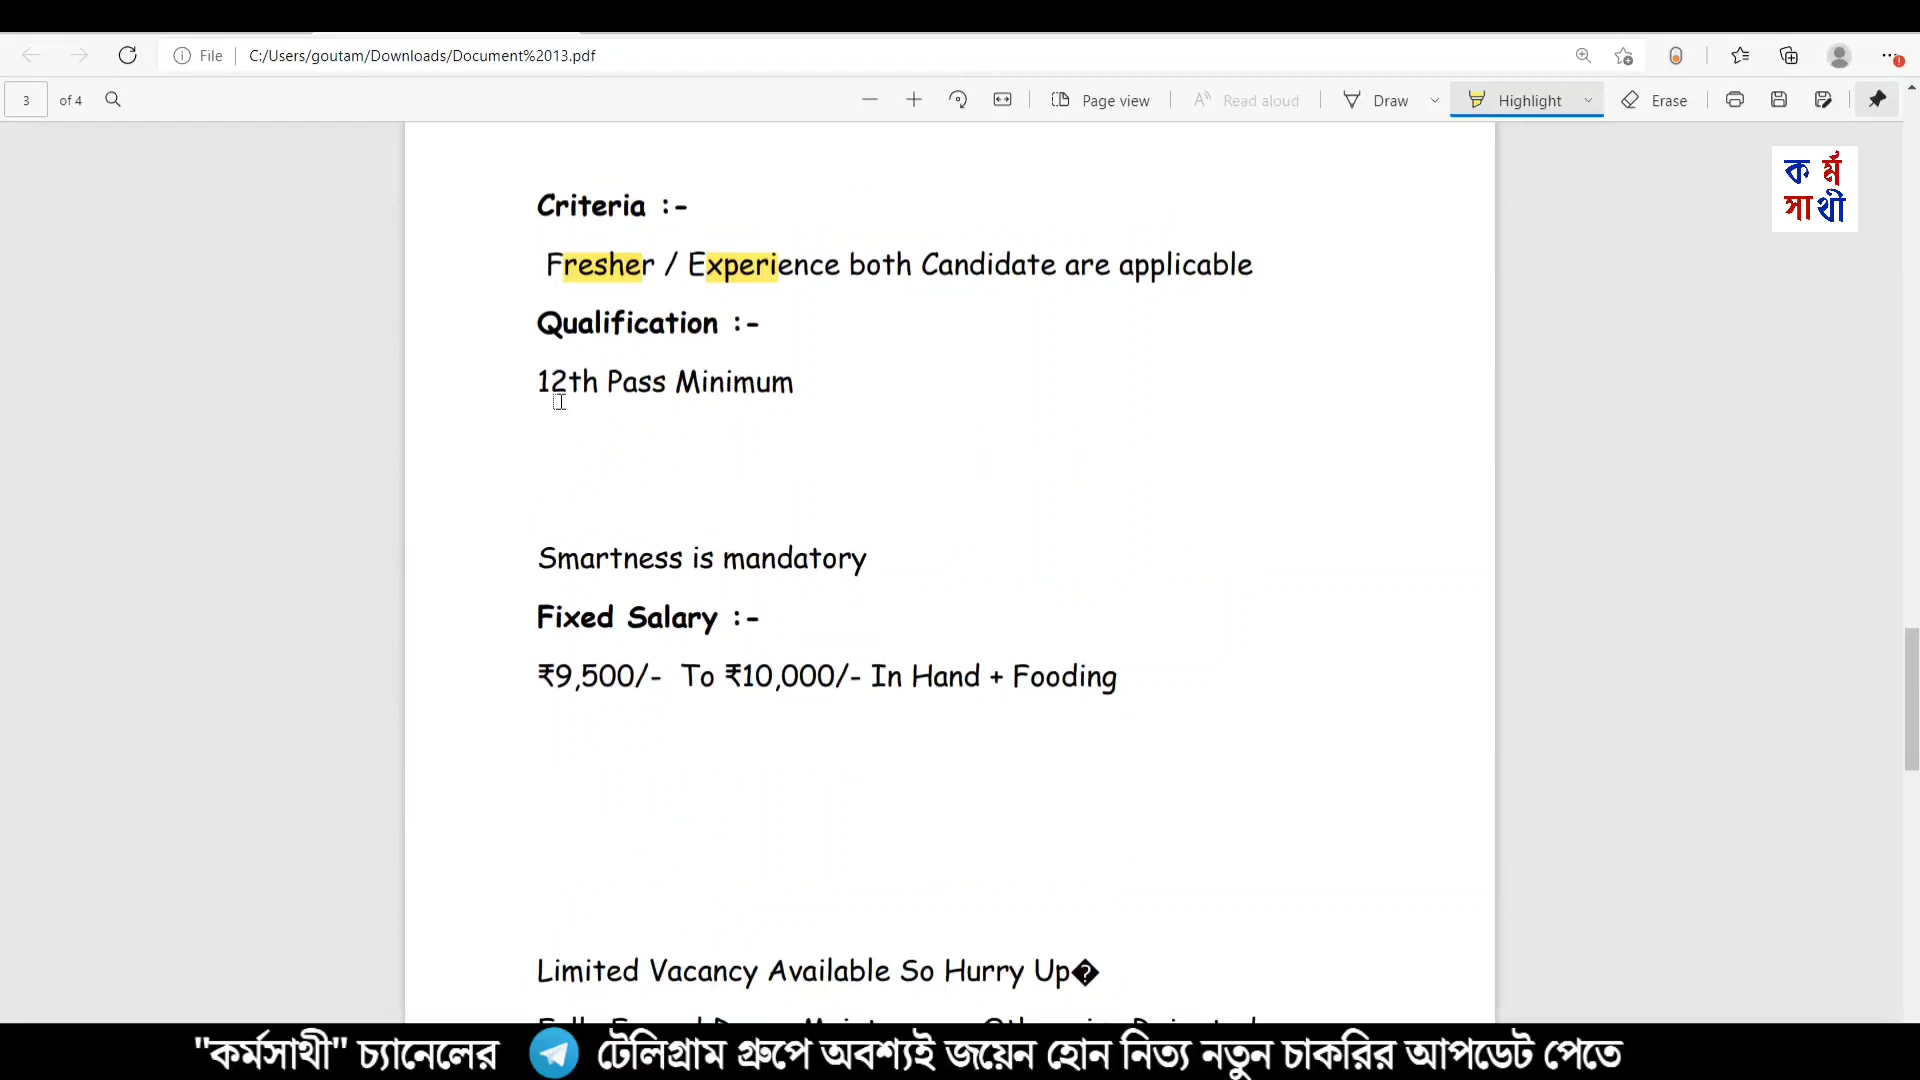 File C:/Users/goutam/Downloads/Document%2013.pdf
3 of 4 Page view Read aloud Draw Highlight Erase
ক র্ম
সা থী
Criteria :-
Fresher / Experience both Candidate are applicable
Qualification :-
12th Pass Minimum
Smartness is mandatory
Fixed Salary :-
₹9,500/- To ₹10,000/- In Hand + Fooding
Limited Vacancy Available So Hurry Up�
"কর্মসাথী" চ্যানেলের টেলিগ্রাম গ্রুপে অবশ্যই জয়েন হোন নিত্য নতুন চাকরির আপডেট পেতে